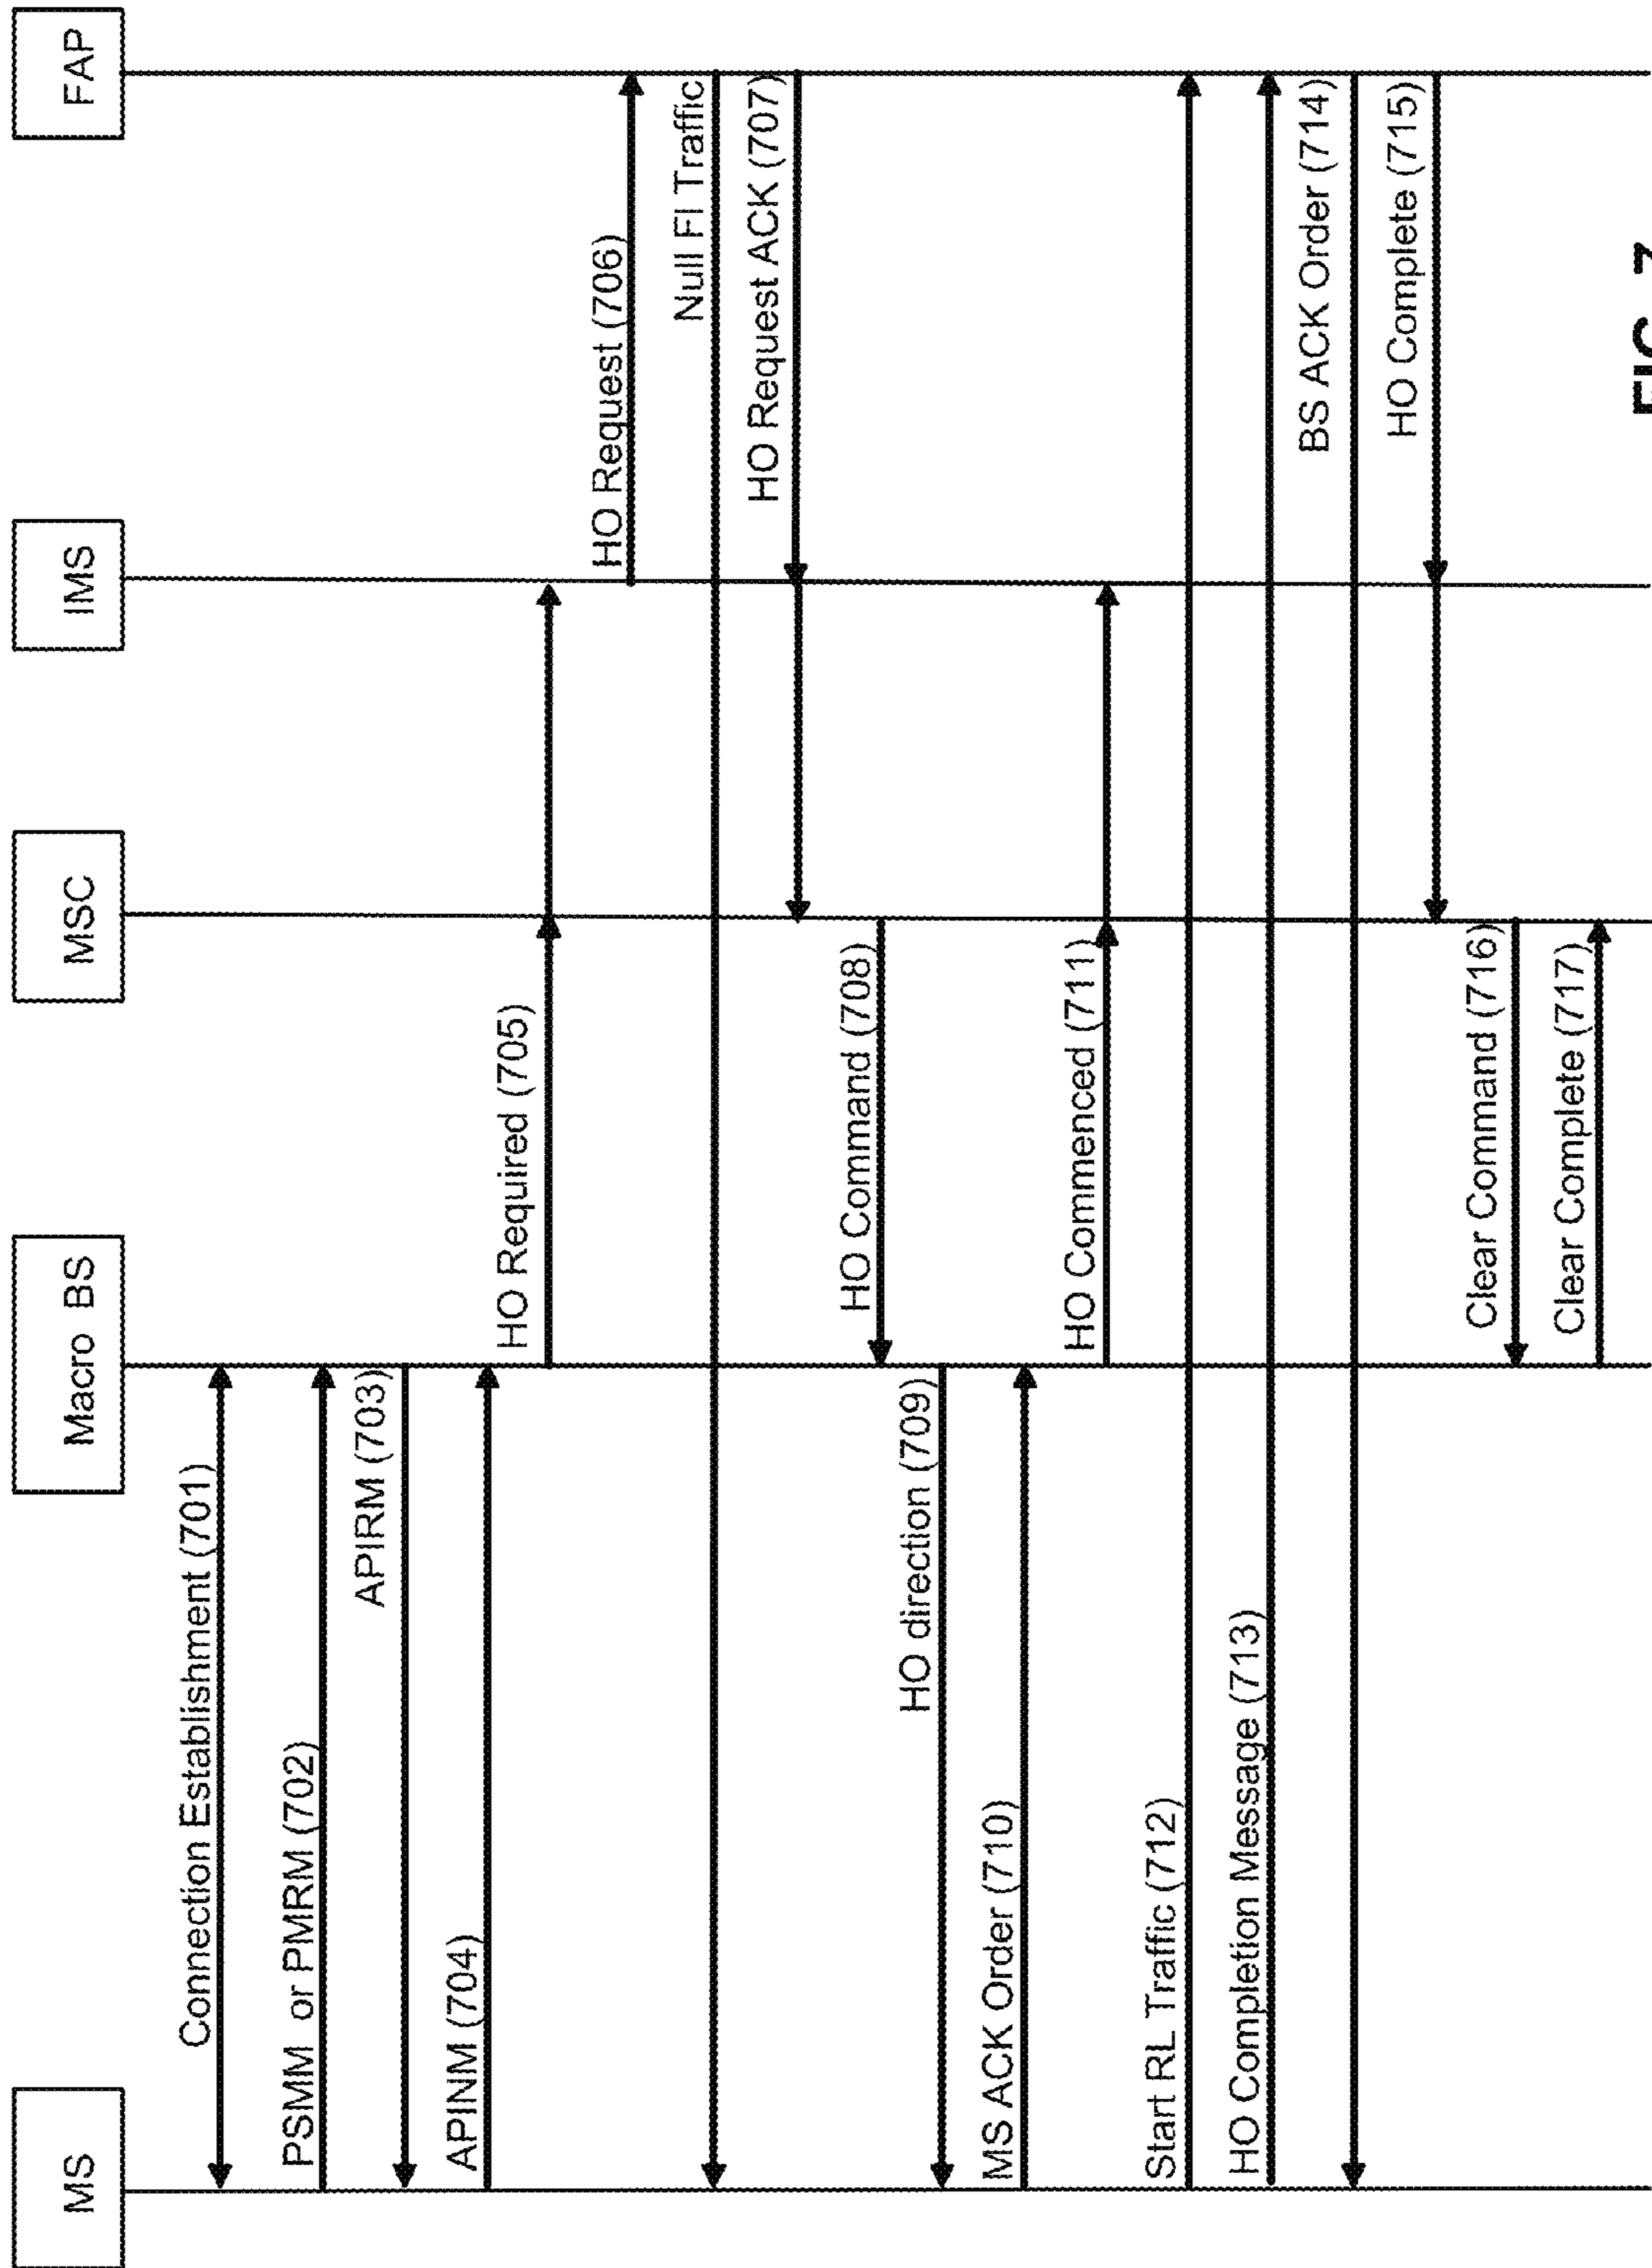 MS
Macro BS
MSC
IMS
FAP
Connection Establishment (701)
PSMM or PMRM (702)
APIRM (703)
APINM (704)
HO Required (705)
HO Request (706)
Null Fl Traffic
HO Request ACK (707)
HO Command (708)
HO direction (709)
MS ACK Order (710)
HO Commenced (711)
Start RL Traffic (712)
HO Completion Message (713)
BS ACK Order (714)
HO Complete (715)
Clear Command (716)
Clear Complete (717)
FIG. 7